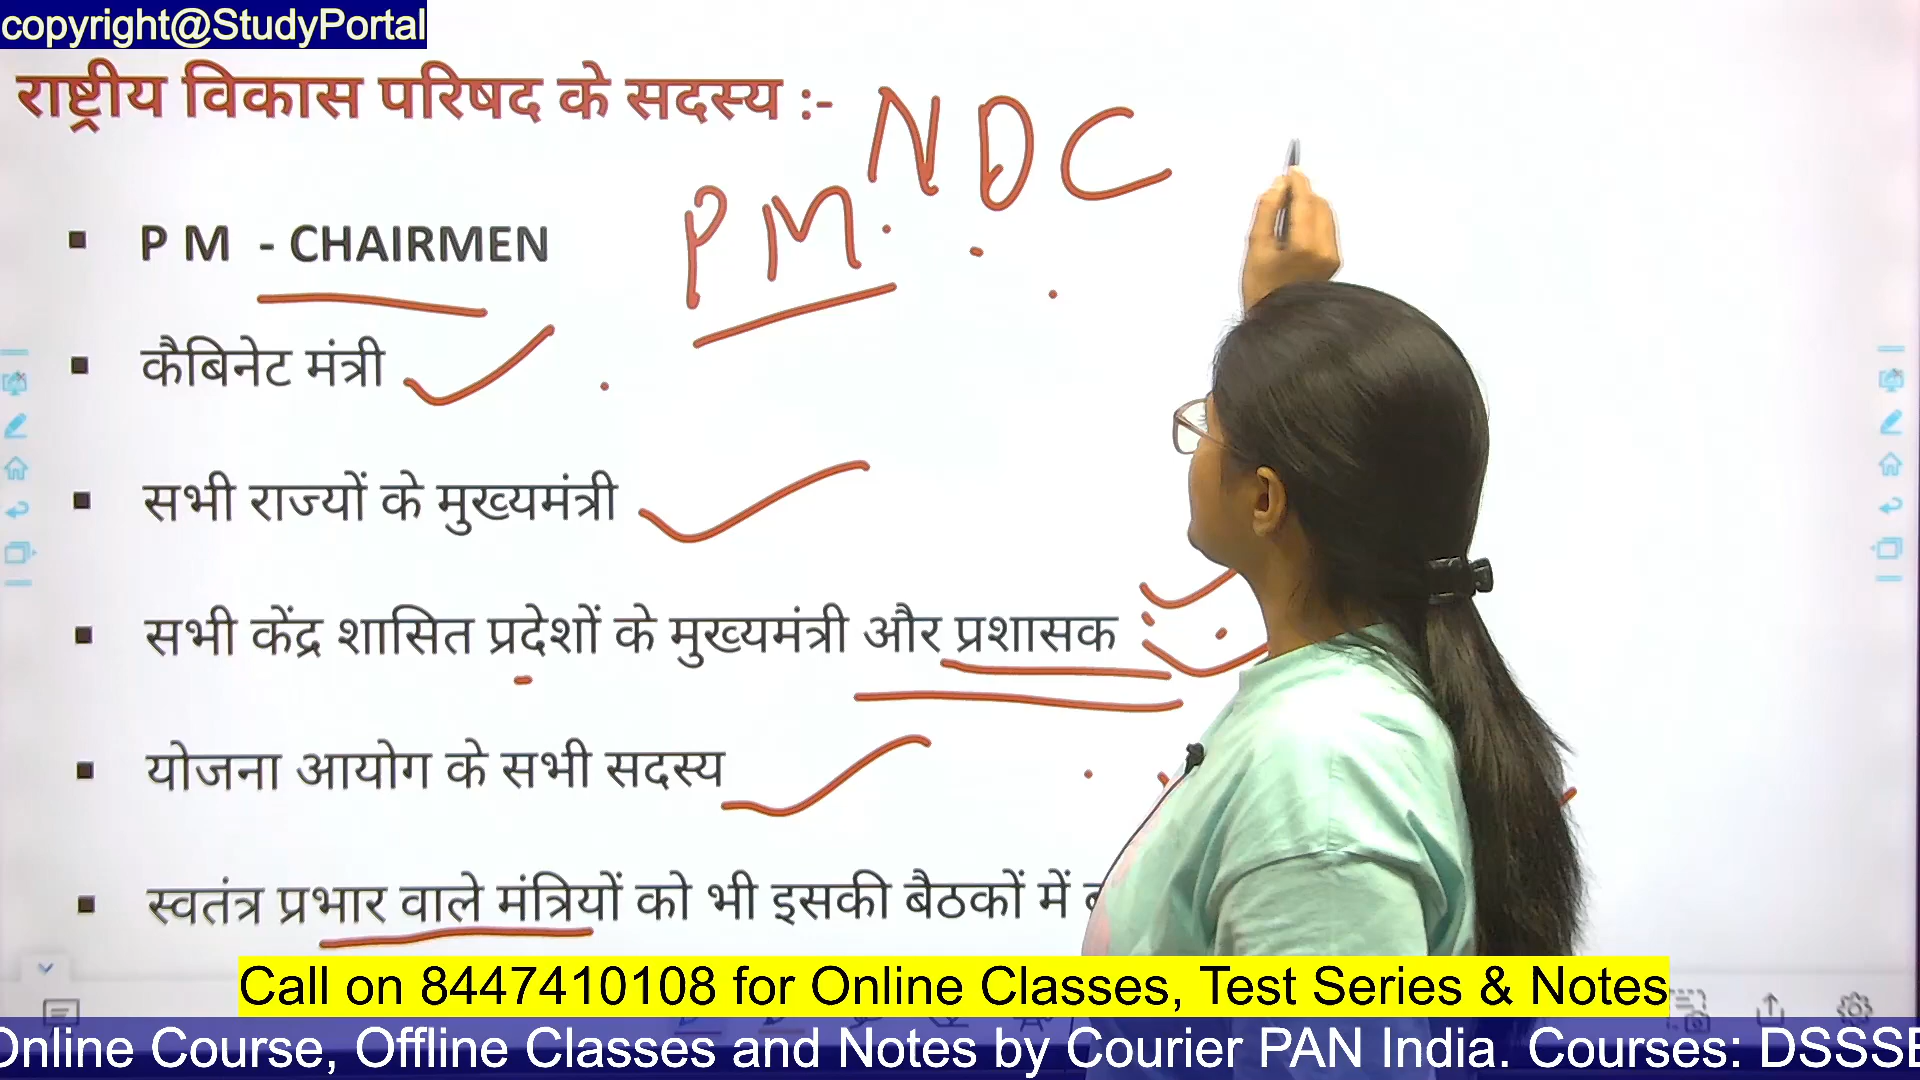 copyright@StudyPortal
राष्ट्रीय विकास परिषद के सदस्य :-
NDC
▪ P M - CHAIRMEN
PM
▪ कैबिनेट मंत्री
▪ सभी राज्यों के मुख्यमंत्री
▪ सभी केंद्र शासित प्रदेशों के मुख्यमंत्री और प्रशासक
▪ योजना आयोग के सभी सदस्य
▪ स्वतंत्र प्रभार वाले मंत्रियों को भी इसकी बैठकों में
Call on 8447410108 for Online Classes, Test Series & Notes
Online Course, Offline Classes and Notes by Courier PAN India. Courses: DSSSB